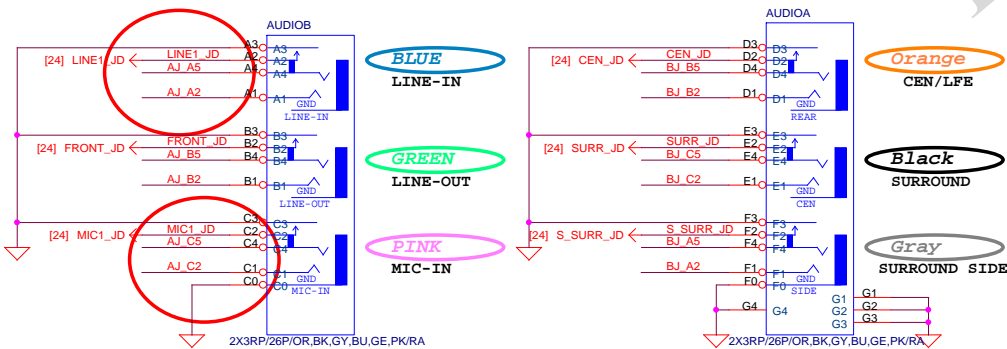 AUDIOB
A3 A3
[24] LINE1_JD LINE1_JD A2 A2
AJ_A5 A4 A4
AJ_A2 A1 A1
GND
LINE-IN
BLUE
LINE-IN
B3 B3
[24] FRONT_JD FRONT_JD B2 B2
AJ_B5 B4 B4
AJ_B2 B1 B1
GND
LINE-OUT
GREEN
LINE-OUT
C3 C3
[24] MIC1_JD MIC1_JD C2 C2
AJ_C5 C4 C4
AJ_C2 C1 C1
GND
C0 C0
MIC-IN
PINK
MIC-IN
2X3RP/26P/OR,BK,GY,BU,GE,PK/RA
AUDIOA
D3 D3
[24] CEN_JD CEN_JD D2 D2
BJ_B5 D4 D4
BJ_B2 D1 D1
GND
REAR
Orange
CEN/LFE
E3 E3
[24] SURR_JD SURR_JD E2 E2
BJ_C5 E4 E4
BJ_C2 E1 E1
GND
CEN
Black
SURROUND
F3 F3
[24] S_SURR_JD S_SURR_JD F2 F2
BJ_A5 F4 F4
BJ_A2 F1 F1
GND
F0 F0
SIDE
Gray
SURROUND SIDE
G4 G4
G1 G1
G2 G2
G3 G3
2X3RP/26P/OR,BK,GY,BU,GE,PK/RA